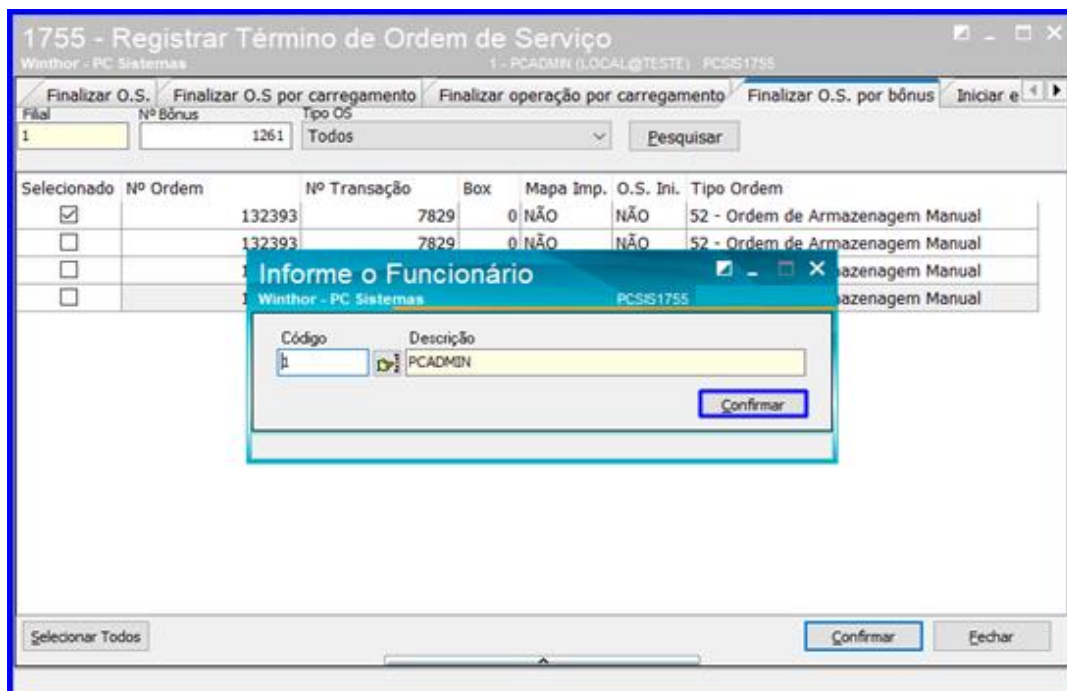 1755 - Registrar Término de Ordem de Serviço
Winthor - PC Sistemas 1 - PCADMIN (LOCAL@TESTE) PCSIS1755
Finalizar O.S. Finalizar O.S por carregamento Finalizar operação por carregamento Finalizar O.S. por bônus Iniciar e
Filial Nº Bônus Tipo OS
1 1261 Todos Pesquisar
Selecionado Nº Ordem Nº Transação Box Mapa Imp. O.S. Ini. Tipo Ordem
132393 7829 0 NÃO NÃO 52 - Ordem de Armazenagem Manual
132393 7829 0 NÃO NÃO 52 - Ordem de Armazenagem Manual
1 azenagem Manual
1 azenagem Manual
Informe o Funcionário
Winthor - PC Sistemas PCSIS1755
Código Descrição
1 PCADMIN
Confirmar
Selecionar Todos Confirmar Fechar